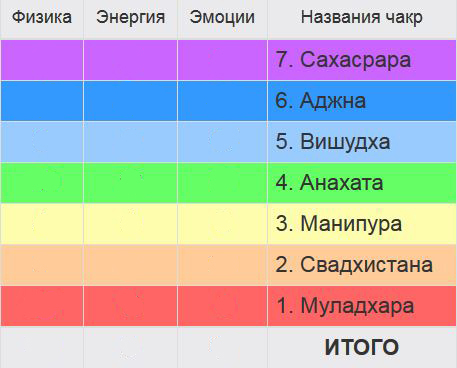 Физика Энергия Эмоции Названия чакр
7. Сахасрара
6. Аджна
5. Вишудха
4. Анахата
3. Манипура
2. Свадхистана
1. Муладхара
ИТОГО